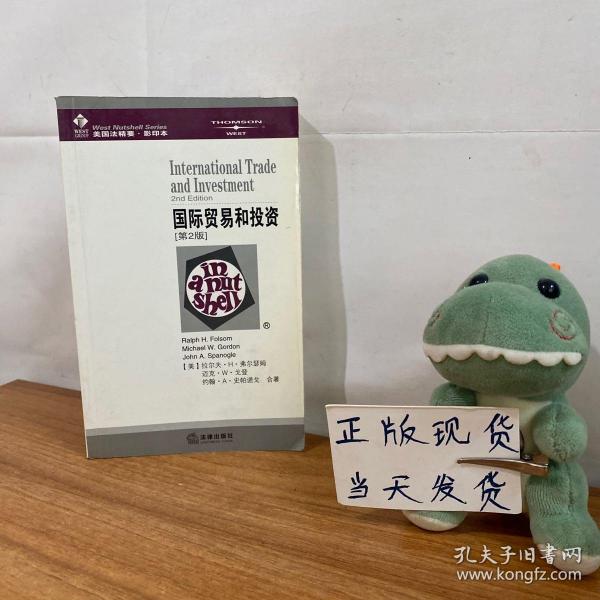 West Nutshell Series
美国法精要·影印本
WEST GROUP
THOMSON
WEST
International Trade
and Investment
2nd Edition
国际贸易和投资
[第2版]
in
a nut
shell
®
Ralph H. Folsom
Michael W. Gordon
John A. Spanogle
【美】拉尔夫·H·弗尔瑟姆
迈克·W·戈登
约翰·A·史帕诺戈 合著
法律出版社
正版现货
当天发货
孔夫子旧书网
www.kongfz.com